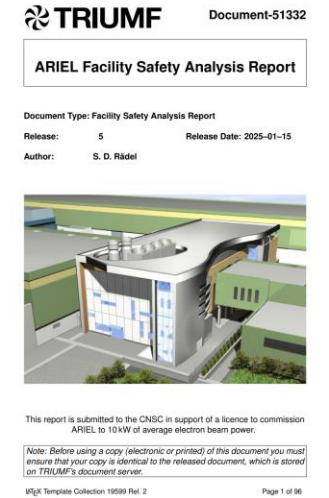 TRIUMF
Document-51332
ARIEL Facility Safety Analysis Report
Document Type: Facility Safety Analysis Report
Release: 5 Release Date: 2025–01–15
Author: S. D. Rädel
This report is submitted to the CNSC in support of a licence to commission
ARIEL to 10 kW of average electron beam power.
Note: Before using a copy (electronic or printed) of this document you must
ensure that your copy is identical to the released document, which is stored
on TRIUMF's document server.
LATEX Template Collection 19599 Rel. 2 Page 1 of 96